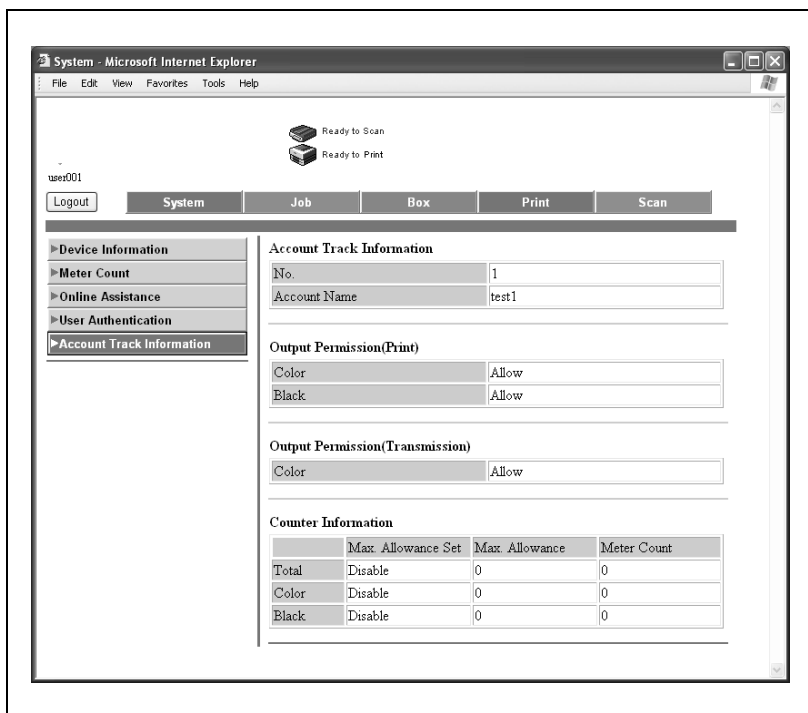 System - Microsoft Internet Explorer
File Edit View Favorites Tools Help
Ready to Scan
Ready to Print
-
user001
Logout System Job Box Print Scan
Device Information
Meter Count
Online Assistance
User Authentication
Account Track Information
Account Track Information
No. 1
Account Name test1
Output Permission(Print)
Color Allow
Black Allow
Output Permission(Transmission)
Color Allow
Counter Information
Max. Allowance Set Max. Allowance Meter Count
Total Disable 0 0
Color Disable 0 0
Black Disable 0 0